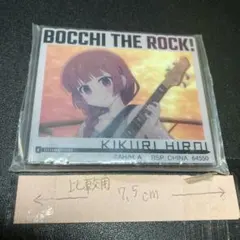 BOCCHI THE ROCK!
KIKURI HIROI
比較用
7,5cm